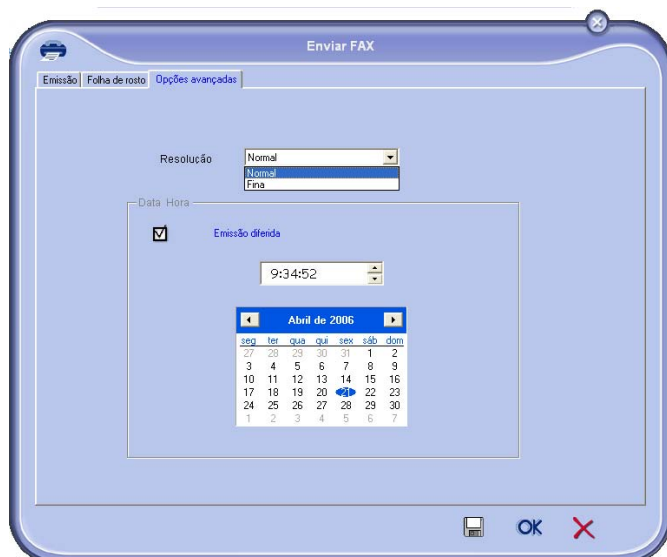 Enviar FAX
Emissão Folha de rosto Opções avançadas
Resolução Normal
Normal
Fina
Data Hora
Emissão diferida
9:34:52
Abril de 2006
seg ter qua qui sex sáb dom
27 28 29 30 31 1 2
3 4 5 6 7 8 9
10 11 12 13 14 15 16
17 18 19 20 21 22 23
24 25 26 27 28 29 30
1 2 3 4 5 6 7
OK